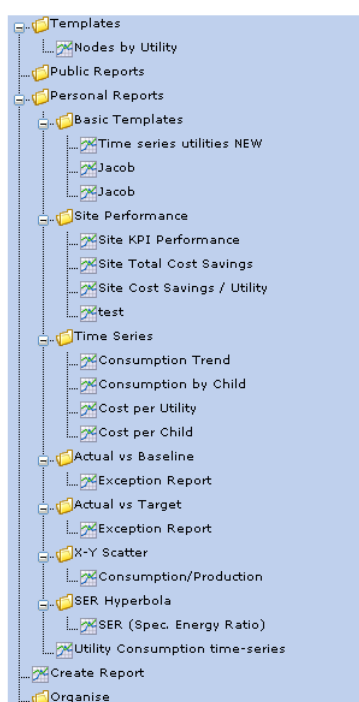 Templates
Nodes by Utility
Public Reports
Personal Reports
Basic Templates
Time series utilities NEW
Jacob
Jacob
Site Performance
Site KPI Performance
Site Total Cost Savings
Site Cost Savings / Utility
test
Time Series
Consumption Trend
Consumption by Child
Cost per Utility
Cost per Child
Actual vs Baseline
Exception Report
Actual vs Target
Exception Report
X-Y Scatter
Consumption/Production
SER Hyperbola
SER (Spec. Energy Ratio)
Utility Consumption time-series
Create Report
Organise